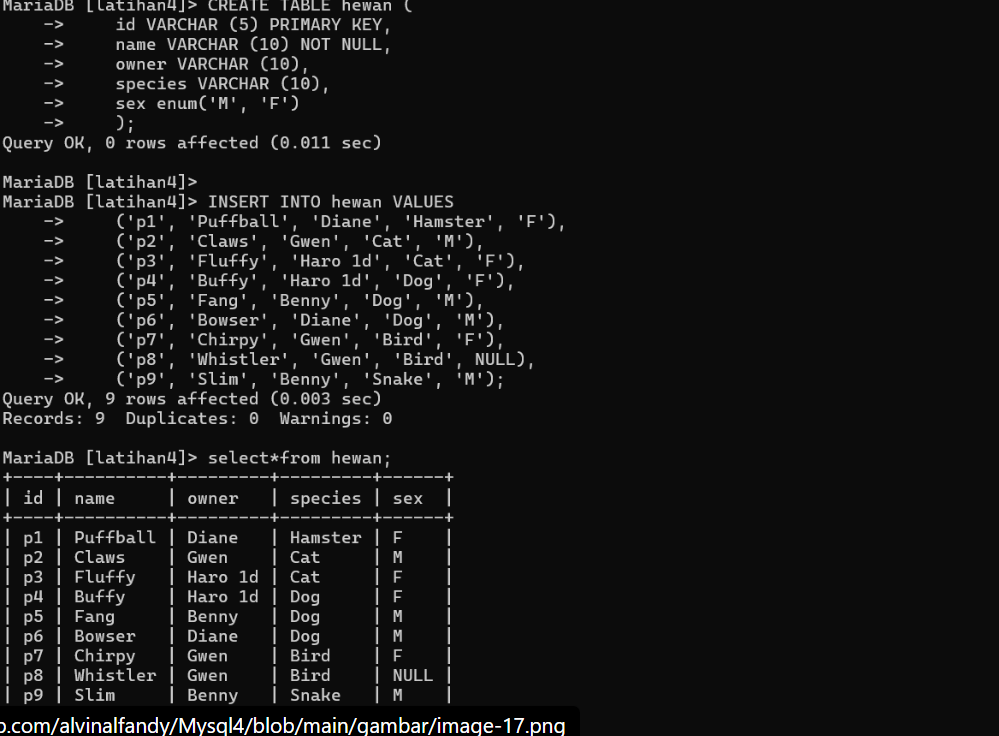 MariaDB [latihan4]> CREATE TABLE hewan (
    ->     id VARCHAR (5) PRIMARY KEY,
    ->     name VARCHAR (10) NOT NULL,
    ->     owner VARCHAR (10),
    ->     species VARCHAR (10),
    ->     sex enum('M', 'F')
    ->     );
Query OK, 0 rows affected (0.011 sec)
MariaDB [latihan4]>
MariaDB [latihan4]> INSERT INTO hewan VALUES
    ->     ('p1', 'Puffball', 'Diane', 'Hamster', 'F'),
    ->     ('p2', 'Claws', 'Gwen', 'Cat', 'M'),
    ->     ('p3', 'Fluffy', 'Haro 1d', 'Cat', 'F'),
    ->     ('p4', 'Buffy', 'Haro 1d', 'Dog', 'F'),
    ->     ('p5', 'Fang', 'Benny', 'Dog', 'M'),
    ->     ('p6', 'Bowser', 'Diane', 'Dog', 'M'),
    ->     ('p7', 'Chirpy', 'Gwen', 'Bird', 'F'),
    ->     ('p8', 'Whistler', 'Gwen', 'Bird', NULL),
    ->     ('p9', 'Slim', 'Benny', 'Snake', 'M');
Query OK, 9 rows affected (0.003 sec)
Records: 9  Duplicates: 0  Warnings: 0
MariaDB [latihan4]> select*from hewan;
+----+----------+---------+---------+------+
| id | name     | owner   | species | sex  |
+----+----------+---------+---------+------+
| p1 | Puffball | Diane   | Hamster | F    |
| p2 | Claws    | Gwen    | Cat     | M    |
| p3 | Fluffy   | Haro 1d | Cat     | F    |
| p4 | Buffy    | Haro 1d | Dog     | F    |
| p5 | Fang     | Benny   | Dog     | M    |
| p6 | Bowser   | Diane   | Dog     | M    |
| p7 | Chirpy   | Gwen    | Bird    | F    |
| p8 | Whistler | Gwen    | Bird    | NULL |
| p9 | Slim     | Benny   | Snake   | M    |
b.com/alvinalfandy/Mysql4/blob/main/gambar/image-17.png